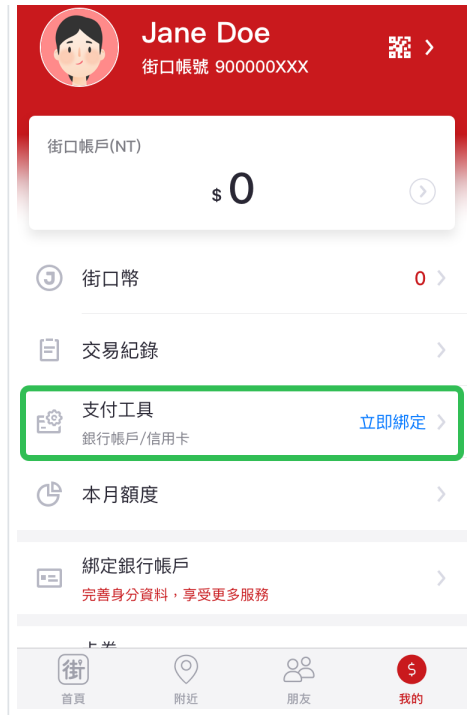 Jane Doe
街口帳號 900000XXX
街口帳戶(NT)
$ 0
街口幣 0
交易紀錄
支付工具
銀行帳戶/信用卡
立即綁定
本月額度
綁定銀行帳戶
完善身分資料，享受更多服務
卡券
街
首頁
附近
朋友
$
我的